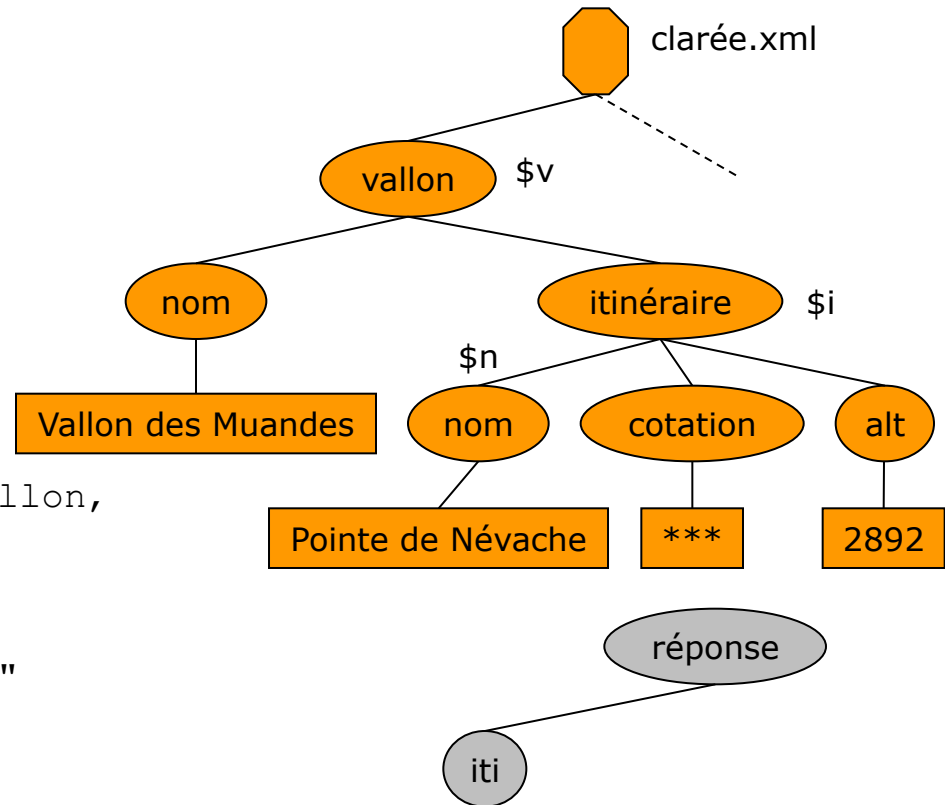 clarée.xml
vallon $v
nom itinéraire $i
$n
Vallon des Muandes nom cotation alt
llon,
Pointe de Névache *** 2892
réponse
"
iti